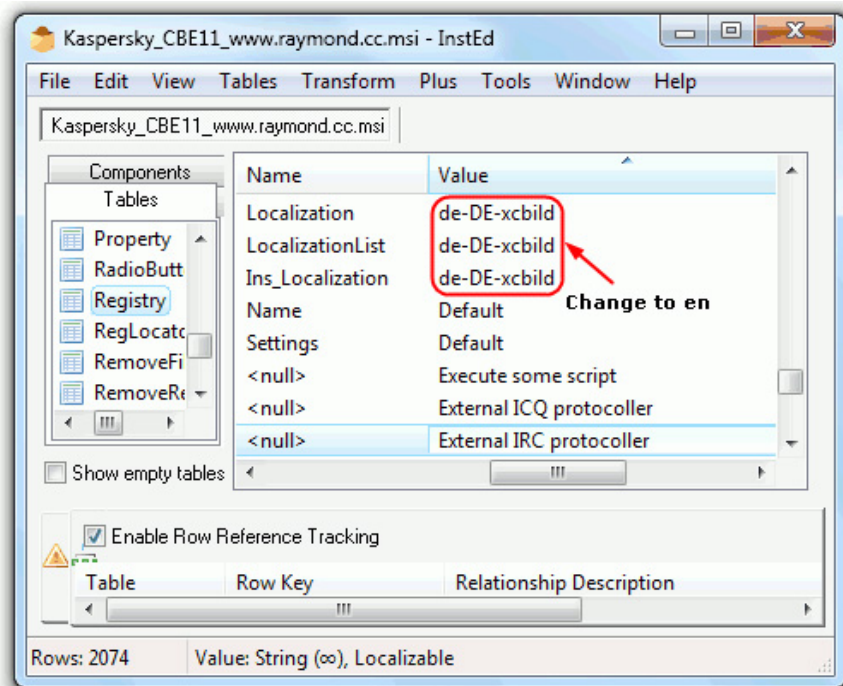 Kaspersky_CBE11_www.raymond.cc.msi - InstEd
File Edit View Tables Transform Plus Tools Window Help
Kaspersky_CBE11_www.raymond.cc.msi
Components
Tables
Property
RadioButt
Registry
RegLocato
RemoveFi
RemoveRe
Show empty tables
Name Value
Localization de-DE-xcbild
LocalizationList de-DE-xcbild
Ins_Localization de-DE-xcbild
Name Default
Settings Default
<null> Execute some script
<null> External ICQ protocoller
<null> External IRC protocoller
Change to en
Enable Row Reference Tracking
Table Row Key Relationship Description
Rows: 2074 Value: String (∞), Localizable